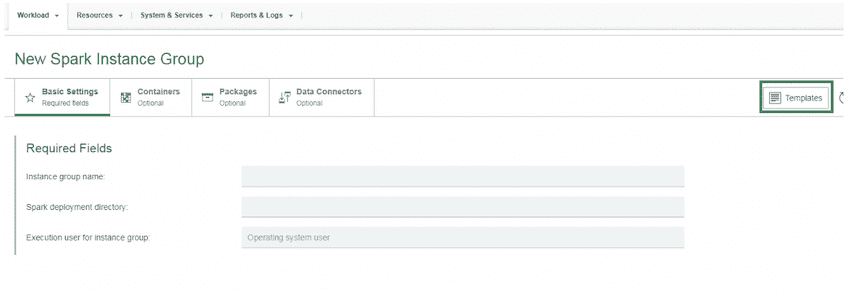 Workload Resources System & Services Reports & Logs
New Spark Instance Group
Basic Settings Containers Packages Data Connectors
Required fields Optional Optional Optional
Templates
Required Fields
Instance group name:
Spark deployment directory:
Execution user for instance group: Operating system user